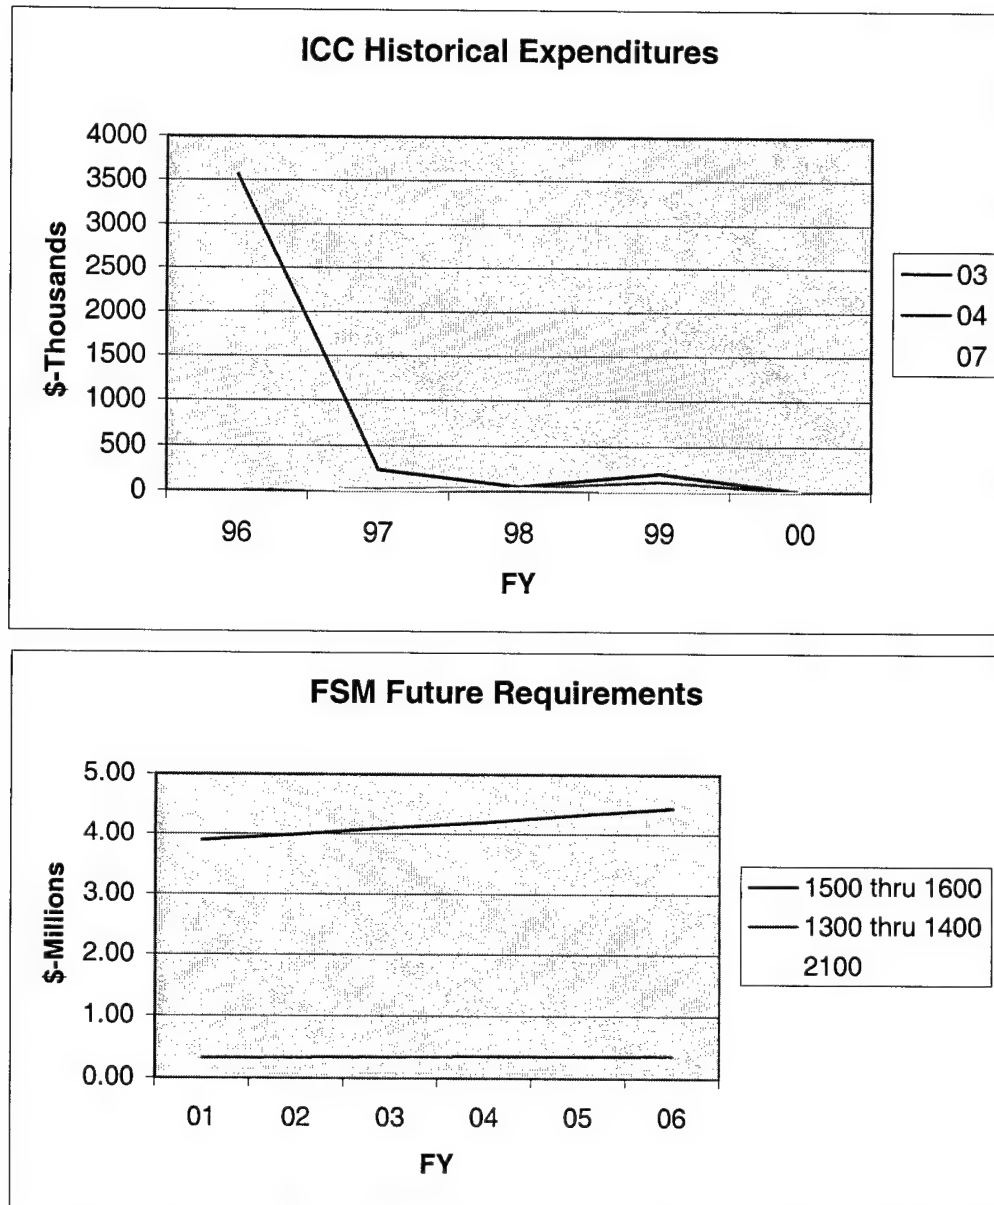 ICC Historical Expenditures
4000
3500
3000
2500
2000
1500
1000
500
0
$-Thousands
96 97 98 99 00
FY
03
04
07
FSM Future Requirements
5.00
4.00
3.00
2.00
1.00
0.00
$-Millions
01 02 03 04 05 06
FY
1500 thru 1600
1300 thru 1400
2100